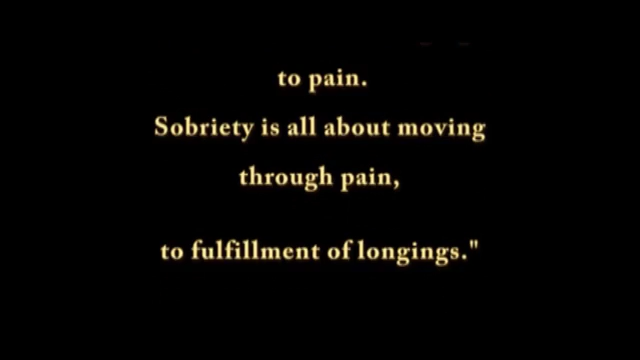 to pain.
Sobriety is all about moving
through pain,
to fulfillment of longings."